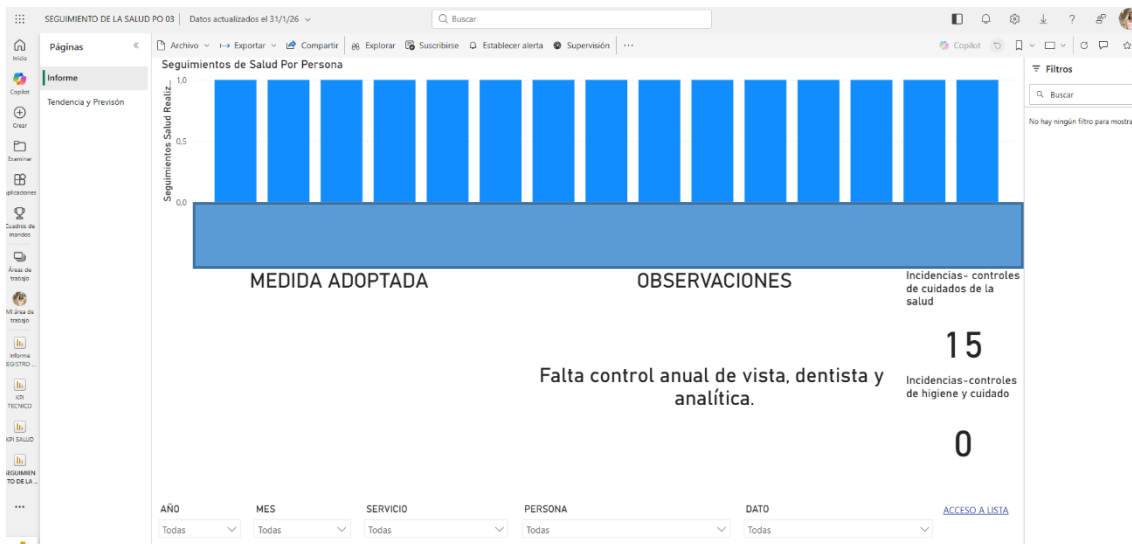 SEGUIMIENTO DE LA SALUD PO 03 | Datos actualizados el 31/1/26
Buscar
Inicio
Copilot
Crear
Examinar
Aplicaciones
Cuadros de mandos
Áreas de trabajo
Mi área de trabajo
Informe
REGISTRO ...
KPI TECNICO
KPI SALUD
SEGUIMIEN
TO DE LA ...
Páginas
Informe
Tendencia y Previsón
Archivo
Exportar
Compartir
Explorar
Suscribirse
Establecer alerta
Supervisión
Copilot
Seguimientos de Salud Por Persona
Seguimientos Salud Realiz...
1,0
0,5
0,0
MEDIDA ADOPTADA
OBSERVACIONES
Falta control anual de vista, dentista y
analítica.
Incidencias- controles
de cuidados de la
salud
15
Incidencias-controles
de higiene y cuidado
0
AÑO
Todas
MES
Todas
SERVICIO
Todas
PERSONA
Todas
DATO
Todas
ACCESO A LISTA
Filtros
Buscar
No hay ningún filtro para mostra